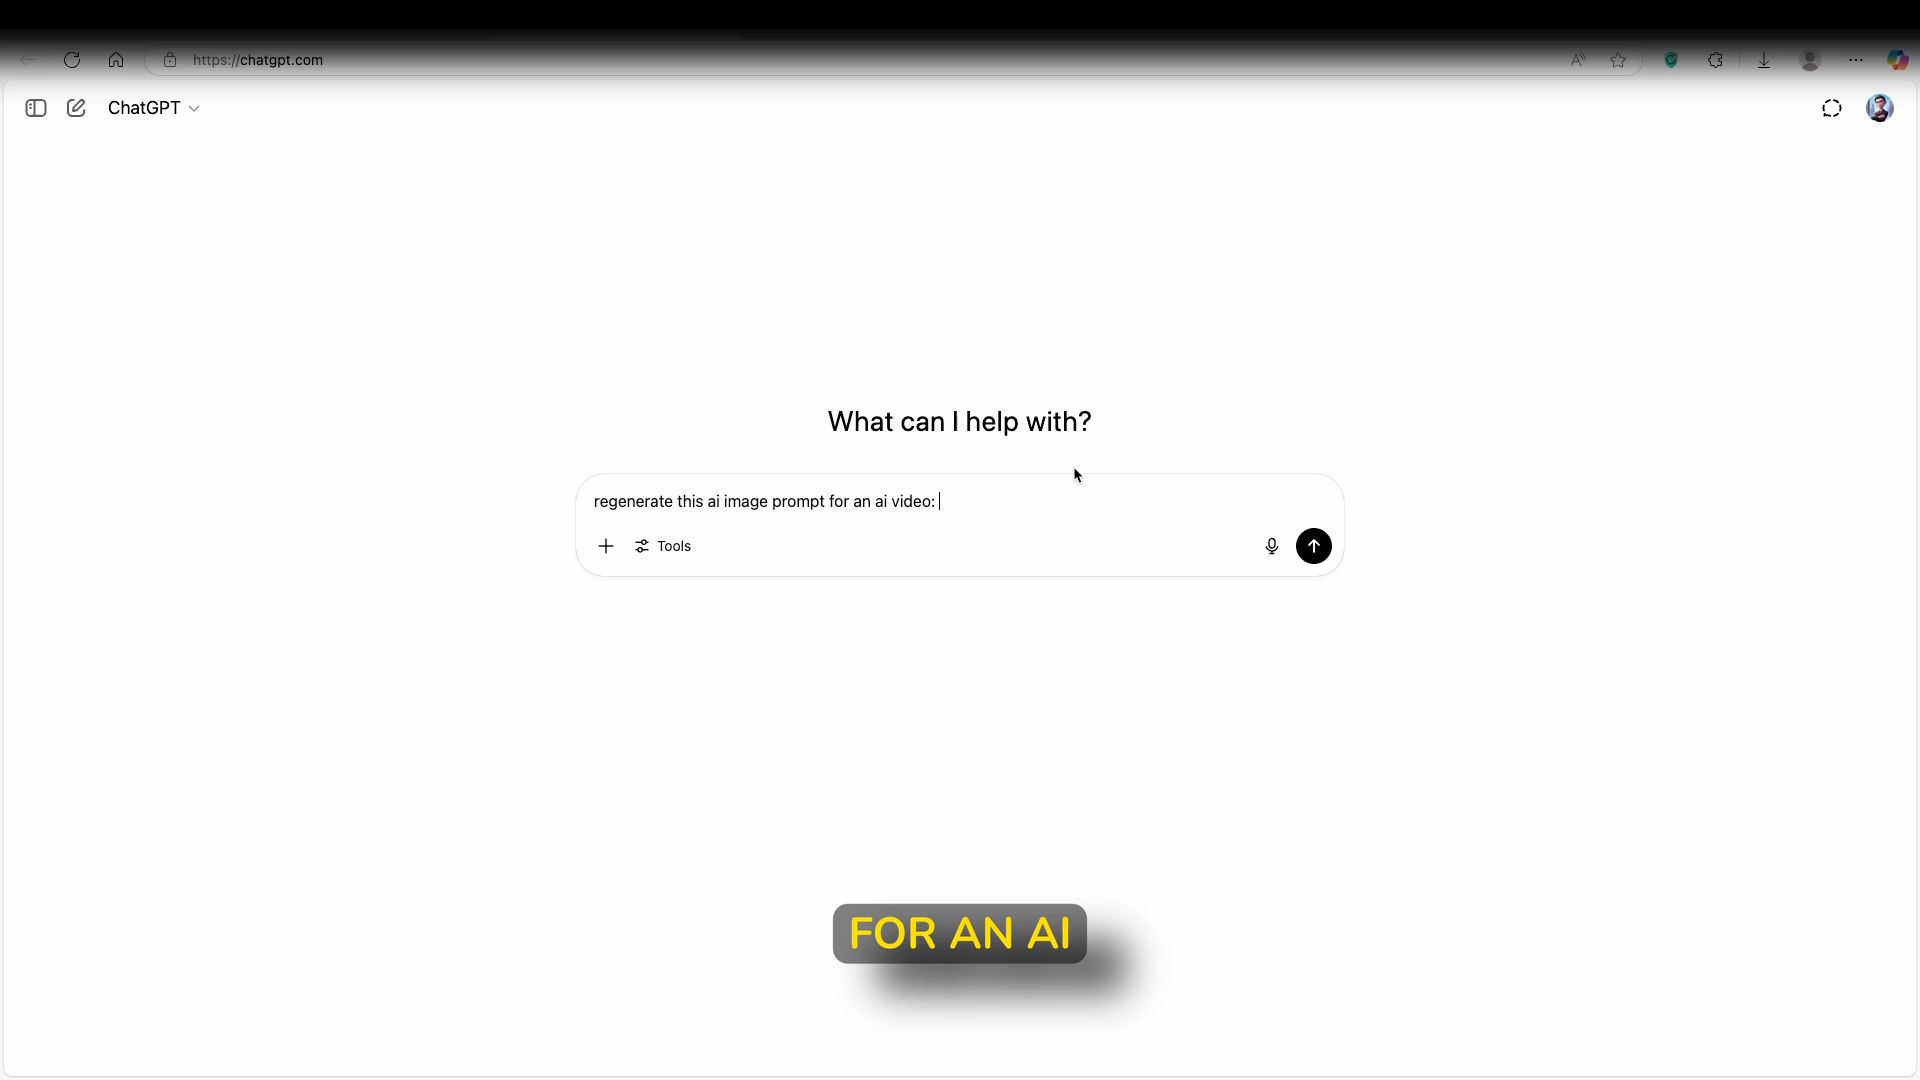 https://chatgpt.com
ChatGPT
What can I help with?
regenerate this ai image prompt for an ai video:
Tools
FOR AN AI